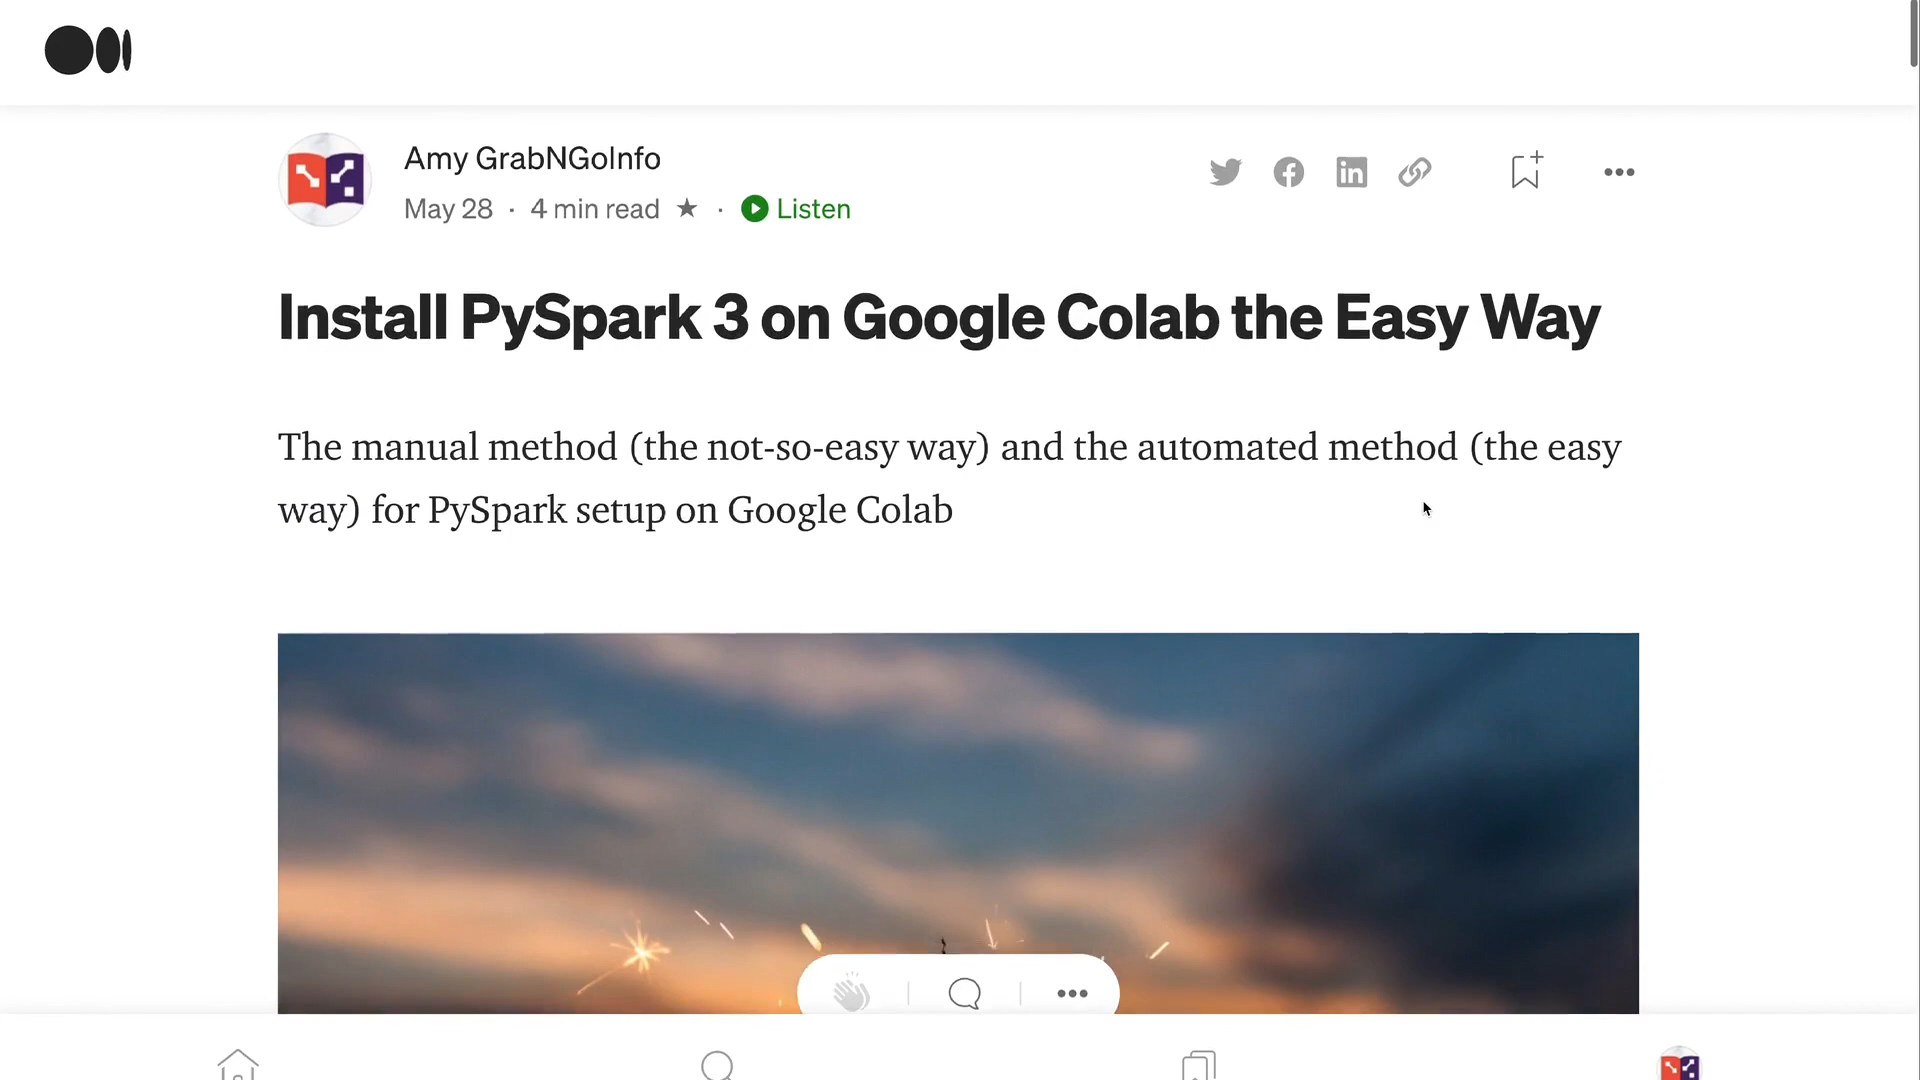 Amy GrabNGoInfo
May 28 · 4 min read ★ · Listen
Install PySpark 3 on Google Colab the Easy Way
The manual method (the not-so-easy way) and the automated method (the easy
way) for PySpark setup on Google Colab